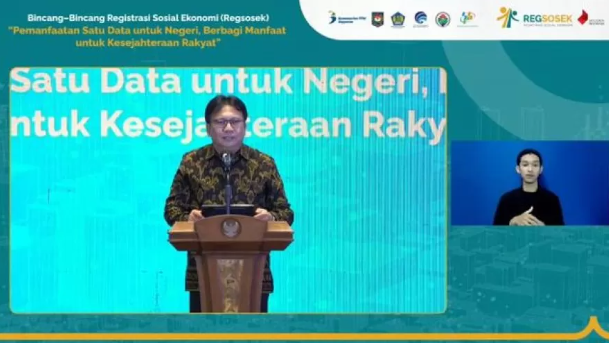 Bincang-Bincang Registrasi Sosial Ekonomi (Regsosek)
"Pemanfaatan Satu Data untuk Negeri, Berbagi Manfaat
untuk Kesejahteraan Rakyat"
REGSOSEK
Satu Data untuk Negeri,
ntuk Kesejahteraan Raky